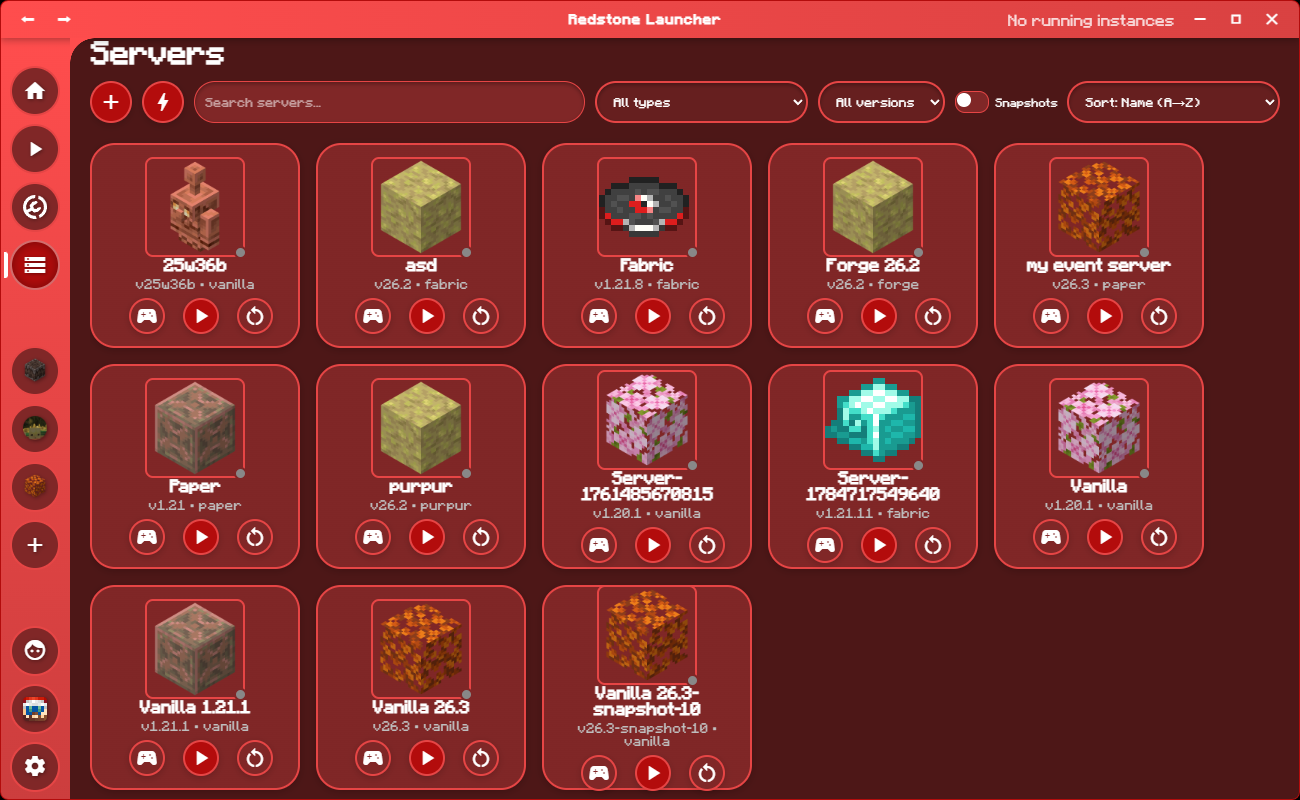 Redstone Launcher
No running instances
Servers
Search servers...
All types
All versions
Snapshots
Sort: Name (A→Z)
25w36b
v25w36b • vanilla
asd
v26.2 • fabric
Fabric
v1.21.8 • fabric
Forge 26.2
v26.2 • forge
my event server
v26.3 • paper
Paper
v1.21 • paper
purpur
v26.2 • purpur
Server-
1761485670815
v1.20.1 • vanilla
Server-
1784717549640
v1.21.11 • fabric
Vanilla
v1.20.1 • vanilla
Vanilla 1.21.1
v1.21.1 • vanilla
Vanilla 26.3
v26.3 • vanilla
Vanilla 26.3-
snapshot-10
v26.3-snapshot-10 •
vanilla